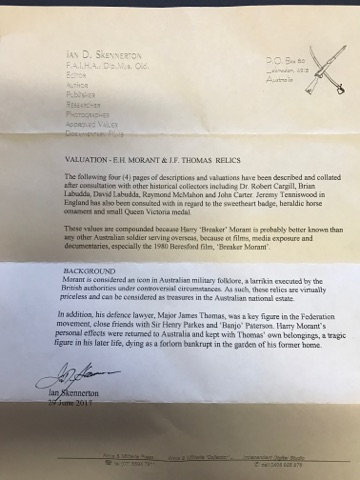 IAN D. SKENNERTON
F.A.I.H.A.; Dip.Mus. Qld.
EDITOR
AUTHOR
PUBLISHER
RESEARCHER
PHOTOGRAPHER
APPROVED VALUER
DOCUMENTARY FILMS
P.O. Box 80
Australia
VALUATION - E.H. MORANT & J.F. THOMAS RELICS
The following four (4) pages of descriptions and valuations have been described and collated
after consultation with other historical collectors including Dr. Robert Cargill, Brian
Labudda, David Labudda, Raymond McMahon and John Carter. Jeremy Tenniswood in
England has also been consulted with regard to the sweetheart badge, heraldic horse
ornament and small Queen Victoria medal.
These values are compounded because Harry 'Breaker' Morant is probably better known than
any other Australian soldier serving overseas, because of films, media exposure and
documentaries, especially the 1980 Beresford film, 'Breaker Morant'.
BACKGROUND
Morant is considered an icon in Australian military folklore, a larrikin executed by the
British authorities under controversial circumstances. As such, these relics are virtually
priceless and can be considered as treasures in the Australian national estate.
In addition, his defence lawyer, Major James Thomas, was a key figure in the Federation
movement, close friends with Sir Henry Parkes and 'Banjo' Paterson. Harry Morant's
personal effects were returned to Australia and kept with Thomas' own belongings, a tragic
figure in his later life, dying as a forlorn bankrupt in the garden of his former home.
Ian Skennerton
29 June 2017